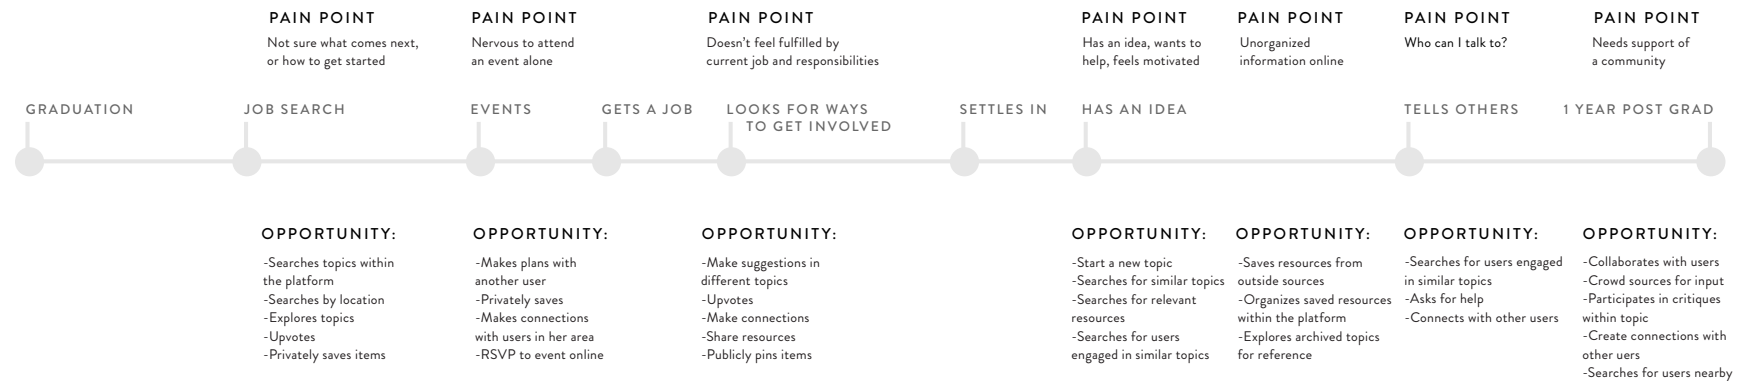 PAIN POINT
Not sure what comes next,
or how to get started
PAIN POINT
Nervous to attend
an event alone
PAIN POINT
Doesn't feel fulfilled by
current job and responsibilities
PAIN POINT
Has an idea, wants to
help, feels motivated
PAIN POINT
Unorganized
information online
PAIN POINT
Who can I talk to?
PAIN POINT
Needs support of
a community
GRADUATION
JOB SEARCH
EVENTS
GETS A JOB
LOOKS FOR WAYS
TO GET INVOLVED
SETTLES IN
HAS AN IDEA
TELLS OTHERS
1 YEAR POST GRAD
OPPORTUNITY:
-Searches topics within
the platform
-Searches by location
-Explores topics
-Upvotes
-Privately saves items
OPPORTUNITY:
-Makes plans with
another user
-Privately saves
-Makes connections
with users in her area
-RSVP to event online
OPPORTUNITY:
-Make suggestions in
different topics
-Upvotes
-Make connections
-Share resources
-Publicly pins items
OPPORTUNITY:
-Start a new topic
-Searches for similar topics
-Searches for relevant
resources
-Searches for users
engaged in similar topics
OPPORTUNITY:
-Saves resources from
outside sources
-Organizes saved resources
within the platform
-Explores archived topics
for reference
OPPORTUNITY:
-Searches for users engaged
in similar topics
-Asks for help
-Connects with other users
OPPORTUNITY:
-Collaborates with users
-Crowd sources for input
-Participates in critiques
within topic
-Create connections with
other uers
-Searches for users nearby